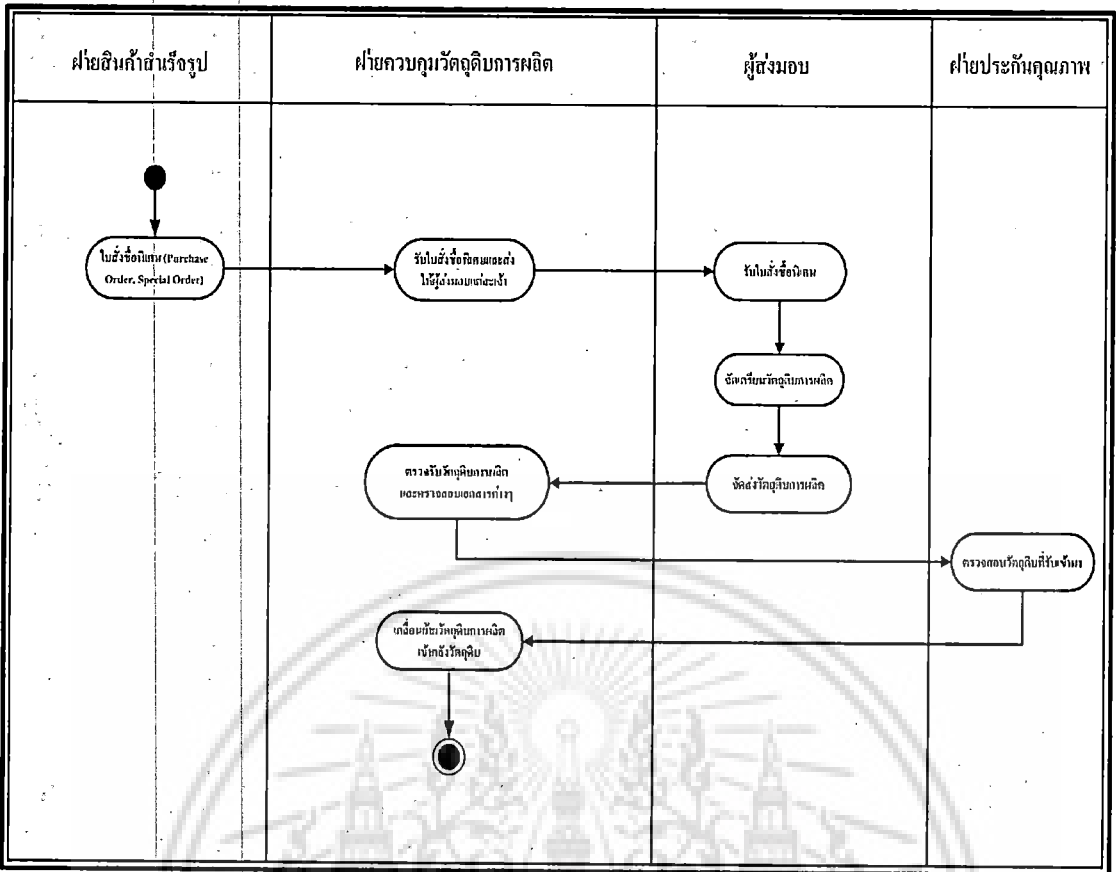 ฝ่ายสินค้าสำเร็จรูป
ฝ่ายควบคุมวัตถุดิบการผลิต
ผู้ส่งมอบ
ฝ่ายประกันคุณภาพ
ใบสั่งซื้อพิเศษ (Purchase
Order, Special Order)
รับใบสั่งซื้อพิเศษและส่ง
ให้ผู้ส่งมอบแต่ละเจ้า
รับใบสั่งซื้อพิเศษ
จัดเตรียมวัตถุดิบการผลิต
จัดส่งวัตถุดิบการผลิต
ตรวจรับวัตถุดิบการผลิต
และตรวจสอบเอกสารต่างๆ
ตรวจสอบวัตถุดิบที่รับเข้ามา
เคลื่อนย้ายวัตถุดิบการผลิต
เข้าคลังวัตถุดิบ